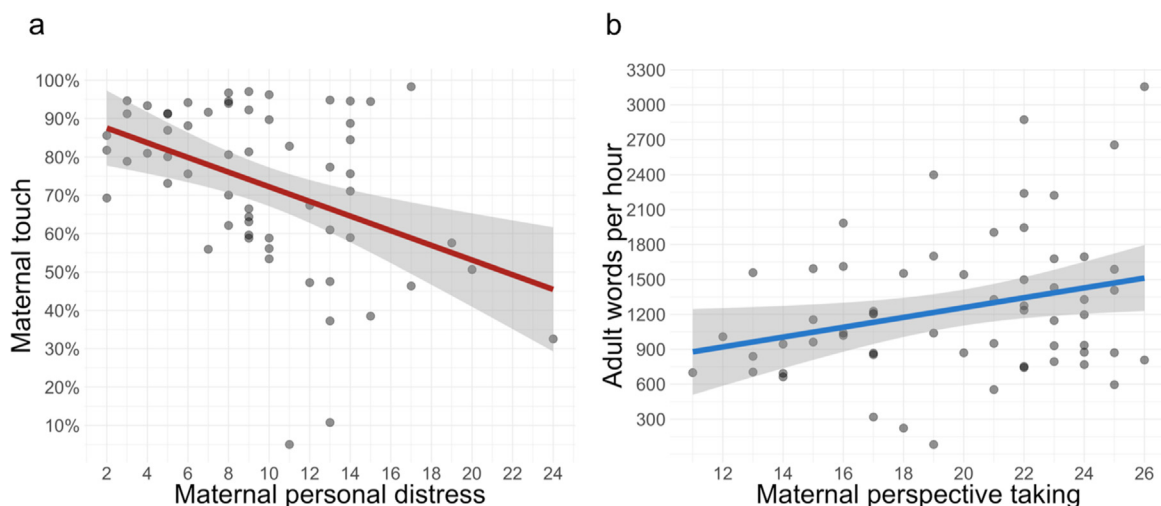 a
Maternal touch
100%
90%
80%
70%
60%
50%
40%
30%
20%
10%
2 4 6 8 10 12 14 16 18 20 22 24
Maternal personal distress
b
Adult words per hour
3300
3000
2700
2400
2100
1800
1500
1200
900
600
300
12 14 16 18 20 22 24 26
Maternal perspective taking